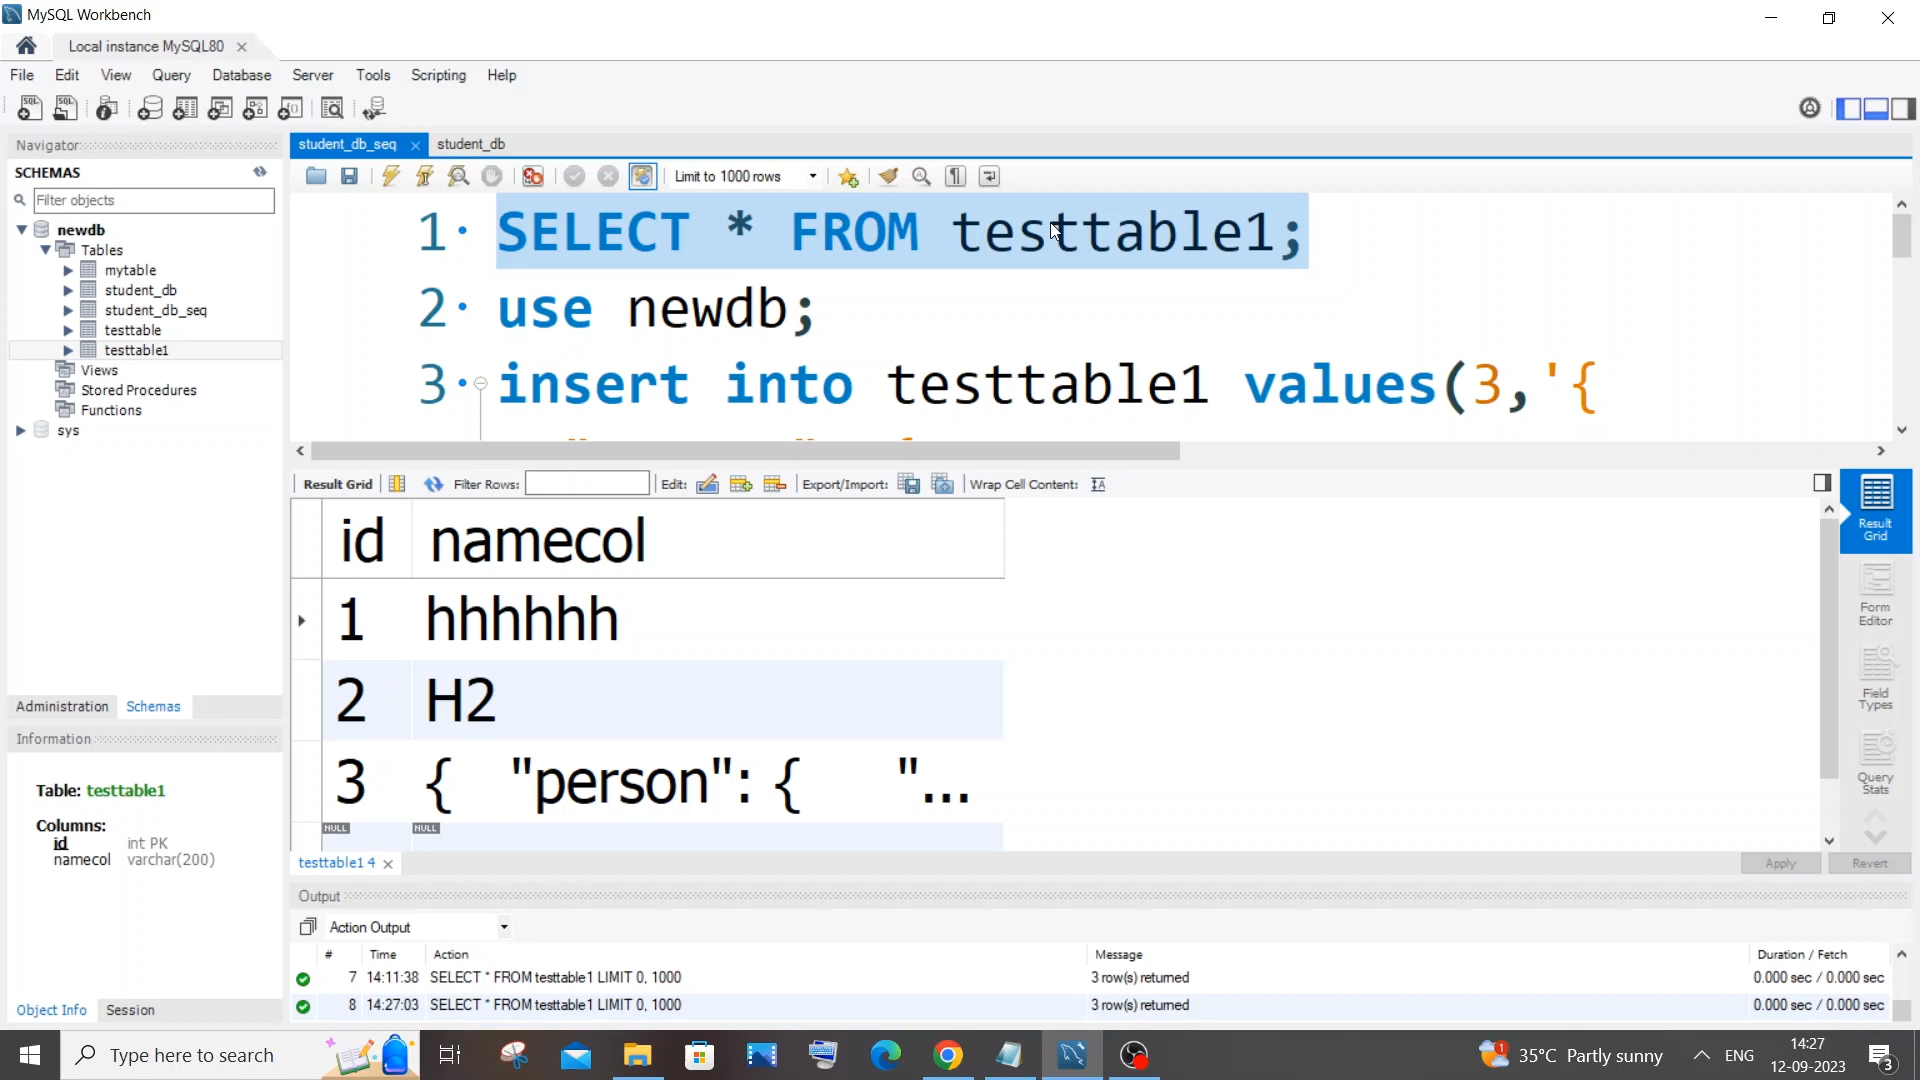 MySQL Workbench
Local instance MySQL80
File Edit View Query Database Server Tools Scripting Help
Navigator
SCHEMAS
Filter objects
newdb
Tables
mytable
student_db
student_db_seq
testtable
testtable1
Views
Stored Procedures
Functions
sys
Administration Schemas
Information
Table: testtable1
Columns:
id int PK
namecol varchar(200)
Object Info Session
student_db_seq student_db
Limit to 1000 rows
1 SELECT * FROM testtable1;
2 use newdb;
3 insert into testtable1 values(3,'{
Result Grid Filter Rows: Edit: Export/Import: Wrap Cell Content:
id namecol
1 hhhhhh
2 H2
3 { "person": { "...
NULL NULL
Result Grid
Form Editor
Field Types
Query Stats
testtable1 4
Apply Revert
Output
Action Output
# Time Action Message Duration / Fetch
7 14:11:38 SELECT * FROM testtable1 LIMIT 0, 1000 3 row(s) returned 0.000 sec / 0.000 sec
8 14:27:03 SELECT * FROM testtable1 LIMIT 0, 1000 3 row(s) returned 0.000 sec / 0.000 sec
Type here to search
1
35°C Partly sunny
ENG
14:27
12-09-2023
3